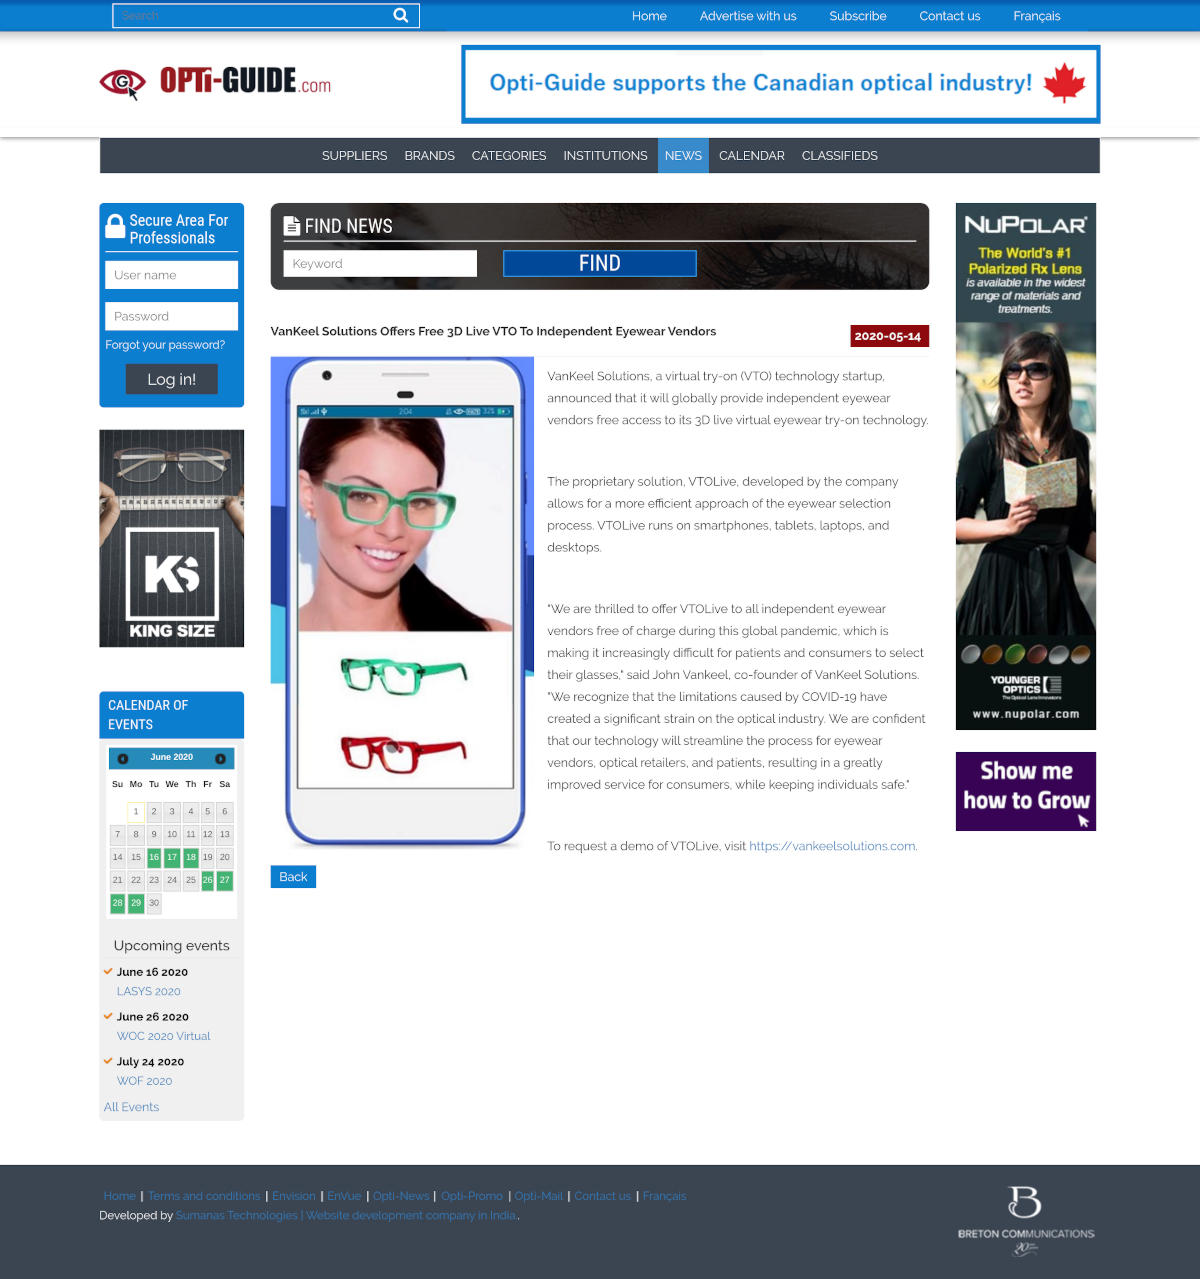 Search
Home Advertise with us Subscribe Contact us Français
OPTi-GUIDE.com
Opti-Guide supports the Canadian optical industry!
SUPPLIERS BRANDS CATEGORIES INSTITUTIONS NEWS CALENDAR CLASSIFIEDS
Secure Area For
Professionals
User name
Password
Forgot your password?
Log in!
KS
KING SIZE
CALENDAR OF
EVENTS
June 2020
Su Mo Tu We Th Fr Sa
1 2 3 4 5 6
7 8 9 10 11 12 13
14 15 16 17 18 19 20
21 22 23 24 25 26 27
28 29 30
Upcoming events
June 16 2020
LASYS 2020
June 26 2020
WOC 2020 Virtual
July 24 2020
WOF 2020
All Events
FIND NEWS
Keyword
FIND
VanKeel Solutions Offers Free 3D Live VTO To Independent Eyewear Vendors
2020-05-14
2:04
32%
VanKeel Solutions, a virtual try-on (VTO) technology startup,
announced that it will globally provide independent eyewear
vendors free access to its 3D live virtual eyewear try-on technology.
The proprietary solution, VTOLive, developed by the company
allows for a more efficient approach of the eyewear selection
process. VTOLive runs on smartphones, tablets, laptops, and
desktops.
"We are thrilled to offer VTOLive to all independent eyewear
vendors free of charge during this global pandemic, which is
making it increasingly difficult for patients and consumers to select
their glasses," said John Vankeel, co-founder of VanKeel Solutions.
"We recognize that the limitations caused by COVID-19 have
created a significant strain on the optical industry. We are confident
that our technology will streamline the process for eyewear
vendors, optical retailers, and patients, resulting in a greatly
improved service for consumers, while keeping individuals safe."
To request a demo of VTOLive, visit https://vankeelsolutions.com.
Back
NUPOLAR
The World's #1
Polarized Rx Lens
is available in the widest
range of materials and
treatments.
YOUNGER
OPTICS
The Optical Lens Innovators
www.nupolar.com
Show me
how to Grow
Home | Terms and conditions | Envision | EnVue | Opti-News | Opti-Promo | Opti-Mail | Contact us | Français
Developed by Sumanas Technologies | Website development company in India.,
B
BRETON COMMUNICATIONS